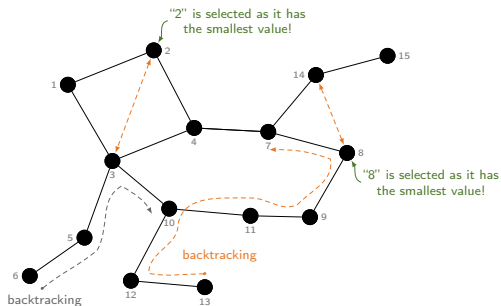 “2” is selected as it has
the smallest value!
2
15
14
1
4
7
8
3
“8” is selected as it has
the smallest value!
10
11
9
5
backtracking
6
12
13
backtracking